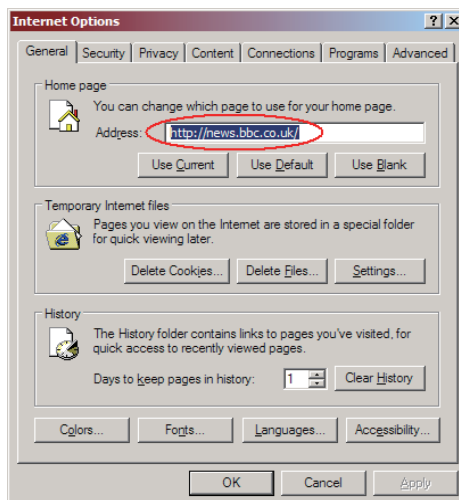 Internet Options
General Security Privacy Content Connections Programs Advanced
Home page
You can change which page to use for your home page.
Address: http://news.bbc.co.uk/
Use Current Use Default Use Blank
Temporary Internet files
Pages you view on the Internet are stored in a special folder
for quick viewing later.
Delete Cookies... Delete Files... Settings...
History
The History folder contains links to pages you've visited, for
quick access to recently viewed pages.
Days to keep pages in history: 1 Clear History
Colors... Fonts... Languages... Accessibility...
OK Cancel Apply